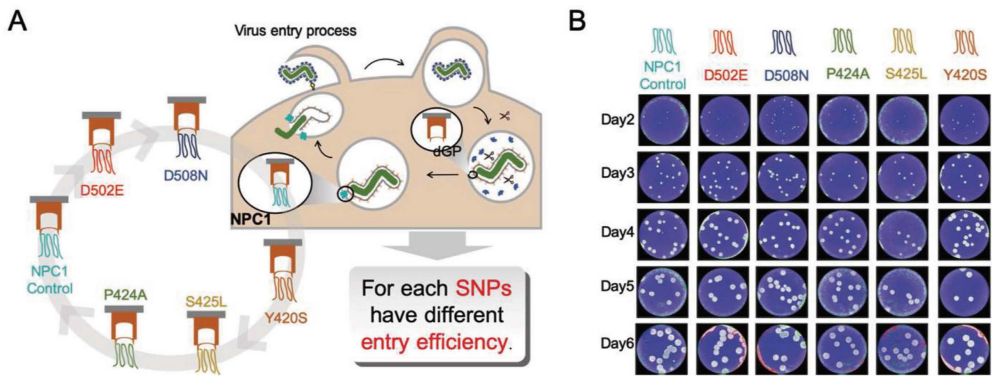 A
Virus entry process
D502E
D508N
dGP
NPC1
NPC1
Control
P424A
S425L
Y420S
For each SNPs
have different
entry efficiency.
B
NPC1
Control
D502E
D508N
P424A
S425L
Y420S
Day2
Day3
Day4
Day5
Day6